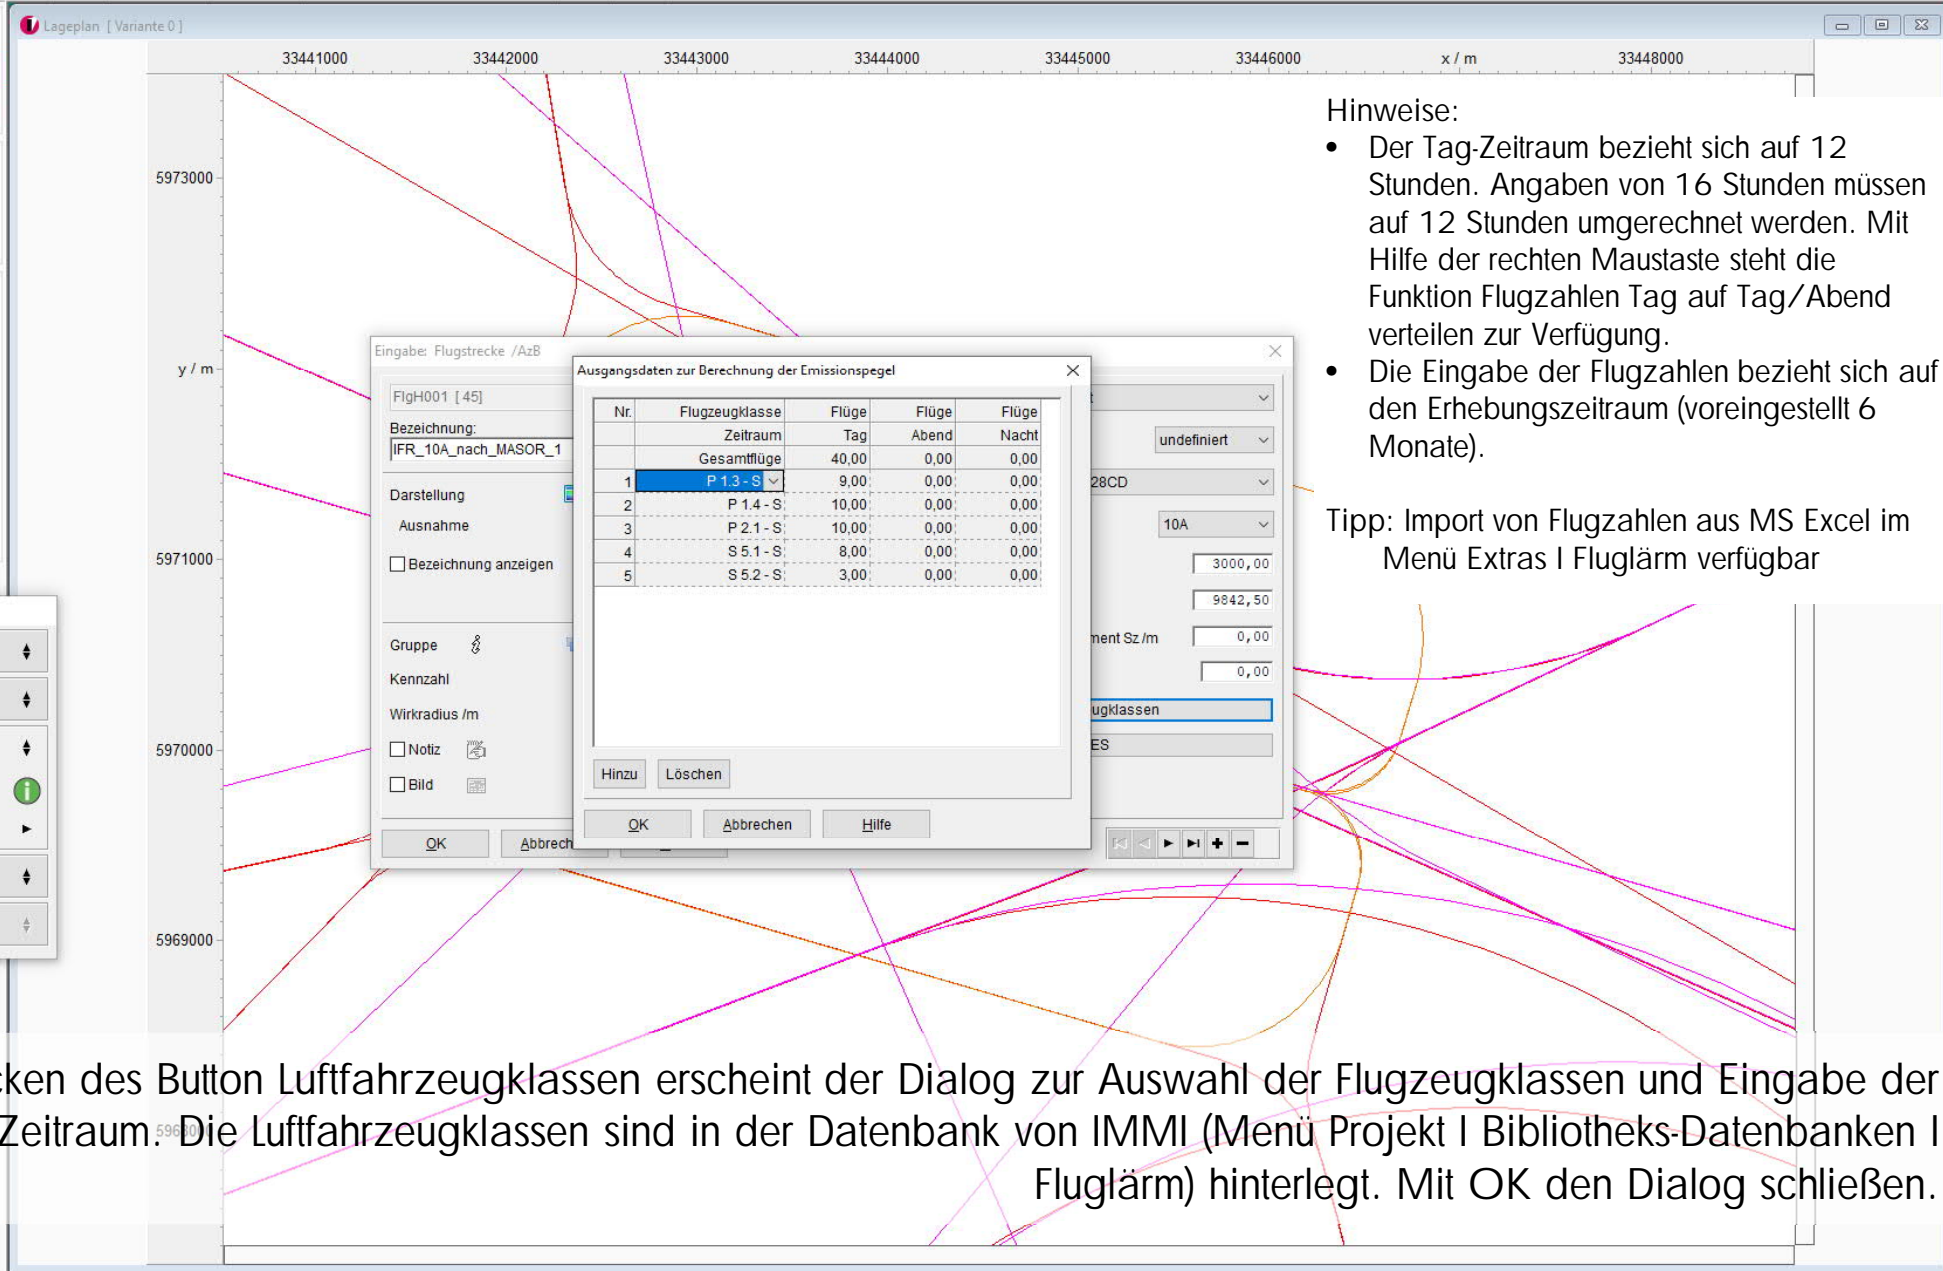 Lageplan [ Variante 0 ]
33441000 33442000 33443000 33444000 33445000 33446000 x / m 33448000
5973000
y / m
5971000
5970000
5969000
Hinweise:
• Der Tag-Zeitraum bezieht sich auf 12
Stunden. Angaben von 16 Stunden müssen
auf 12 Stunden umgerechnet werden. Mit
Hilfe der rechten Maustaste steht die
Funktion Flugzahlen Tag auf Tag/Abend
verteilen zur Verfügung.
• Die Eingabe der Flugzahlen bezieht sich auf
den Erhebungszeitraum (voreingestellt 6
Monate).
Tipp: Import von Flugzahlen aus MS Excel im
Menü Extras I Fluglärm verfügbar
Eingabe: Flugstrecke /AzB
FlgH001 [ 45]
Bezeichnung:
IFR_10A_nach_MASOR_1
Darstellung
Ausnahme
Bezeichnung anzeigen
Gruppe
Kennzahl
Wirkradius /m
Notiz
Bild
OK Abbrech
t
undefiniert
28CD
10A
3000,00
9842,50
ment Sz /m 0,00
0,00
ugklassen
ES
Ausgangsdaten zur Berechnung der Emissionspegel
Nr. Flugzeugklasse Flüge Flüge Flüge
Zeitraum Tag Abend Nacht
Gesamtflüge 40,00 0,00 0,00
1 P 1.3 - S 9,00 0,00 0,00
2 P 1.4 - S 10,00 0,00 0,00
3 P 2.1 - S 10,00 0,00 0,00
4 S 5.1 - S 8,00 0,00 0,00
5 S 5.2 - S 3,00 0,00 0,00
Hinzu Löschen
OK Abbrechen Hilfe
cken des Button Luftfahrzeugklassen erscheint der Dialog zur Auswahl der Flugzeugklassen und Eingabe der
Zeitraum. Die Luftfahrzeugklassen sind in der Datenbank von IMMI (Menü Projekt I Bibliotheks-Datenbanken I
Fluglärm) hinterlegt. Mit OK den Dialog schließen.